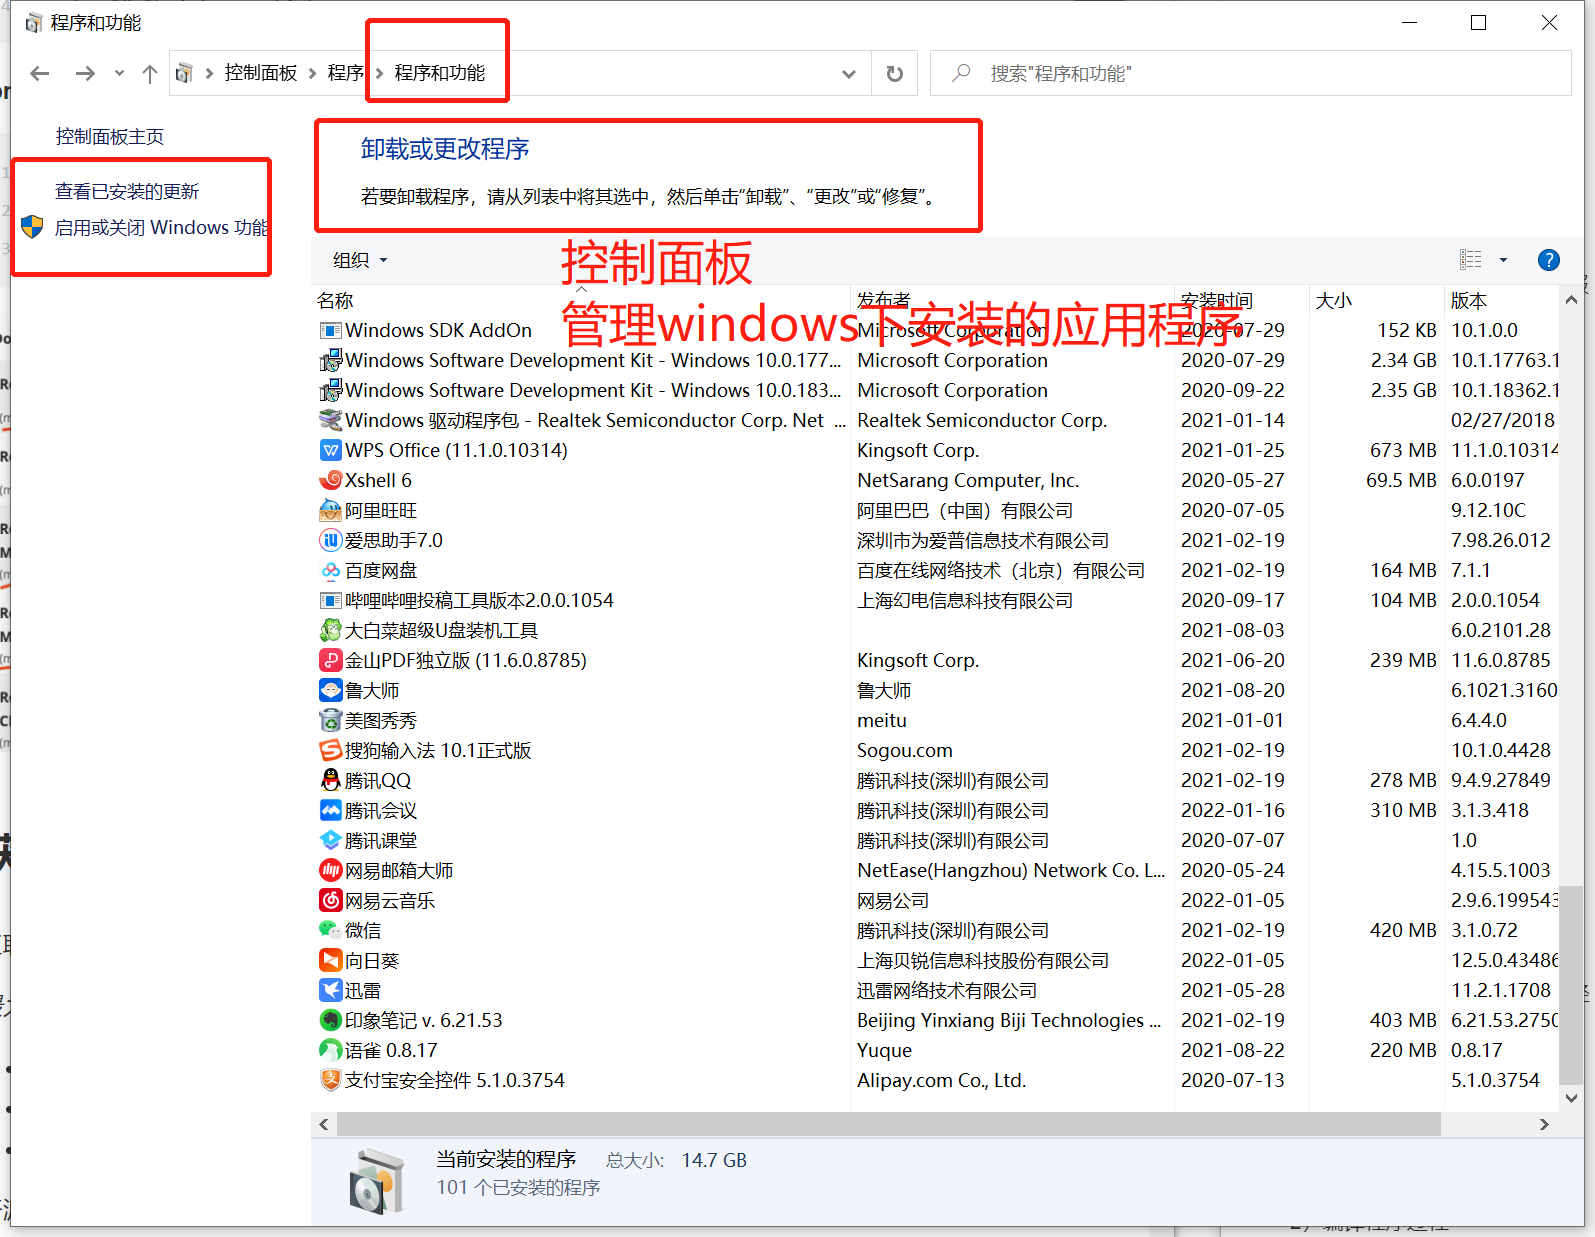 程序和功能
控制面板 程序 程序和功能
搜索"程序和功能"
控制面板主页
查看已安装的更新
启用或关闭 Windows 功能
卸载或更改程序
若要卸载程序，请从列表中将其选中，然后单击“卸载”、“更改”或“修复”。
控制面板
管理windows下安装的应用程序
组织
名称 发布者 安装时间 大小 版本
Windows SDK AddOn Microsoft Corporation 2020-07-29 152 KB 10.1.0.0
Windows Software Development Kit - Windows 10.0.177... Microsoft Corporation 2020-07-29 2.34 GB 10.1.17763.1
Windows Software Development Kit - Windows 10.0.183... Microsoft Corporation 2020-09-22 2.35 GB 10.1.18362.1
Windows 驱动程序包 - Realtek Semiconductor Corp. Net ... Realtek Semiconductor Corp. 2021-01-14 02/27/2018
WPS Office (11.1.0.10314) Kingsoft Corp. 2021-01-25 673 MB 11.1.0.10314
Xshell 6 NetSarang Computer, Inc. 2020-05-27 69.5 MB 6.0.0197
阿里旺旺 阿里巴巴（中国）有限公司 2020-07-05 9.12.10C
爱思助手7.0 深圳市为爱普信息技术有限公司 2021-02-19 7.98.26.012
百度网盘 百度在线网络技术（北京）有限公司 2021-02-19 164 MB 7.1.1
哔哩哔哩投稿工具版本2.0.0.1054 上海幻电信息科技有限公司 2020-09-17 104 MB 2.0.0.1054
大白菜超级U盘装机工具 2021-08-03 6.0.2101.28
金山PDF独立版 (11.6.0.8785) Kingsoft Corp. 2021-06-20 239 MB 11.6.0.8785
鲁大师 鲁大师 2021-08-20 6.1021.3160
美图秀秀 meitu 2021-01-01 6.4.4.0
搜狗输入法 10.1正式版 Sogou.com 2021-02-19 10.1.0.4428
腾讯QQ 腾讯科技(深圳)有限公司 2021-02-19 278 MB 9.4.9.27849
腾讯会议 腾讯科技(深圳)有限公司 2022-01-16 310 MB 3.1.3.418
腾讯课堂 腾讯科技(深圳)有限公司 2020-07-07 1.0
网易邮箱大师 NetEase(Hangzhou) Network Co. L... 2020-05-24 4.15.5.1003
网易云音乐 网易公司 2022-01-05 2.9.6.199543
微信 腾讯科技(深圳)有限公司 2021-02-19 420 MB 3.1.0.72
向日葵 上海贝锐信息科技股份有限公司 2022-01-05 12.5.0.43486
迅雷 迅雷网络技术有限公司 2021-05-28 11.2.1.1708
印象笔记 v. 6.21.53 Beijing Yinxiang Biji Technologies ... 2021-02-19 403 MB 6.21.53.2750
语雀 0.8.17 Yuque 2021-08-22 220 MB 0.8.17
支付宝安全控件 5.1.0.3754 Alipay.com Co., Ltd. 2020-07-13 5.1.0.3754
当前安装的程序 总大小: 14.7 GB
101 个已安装的程序